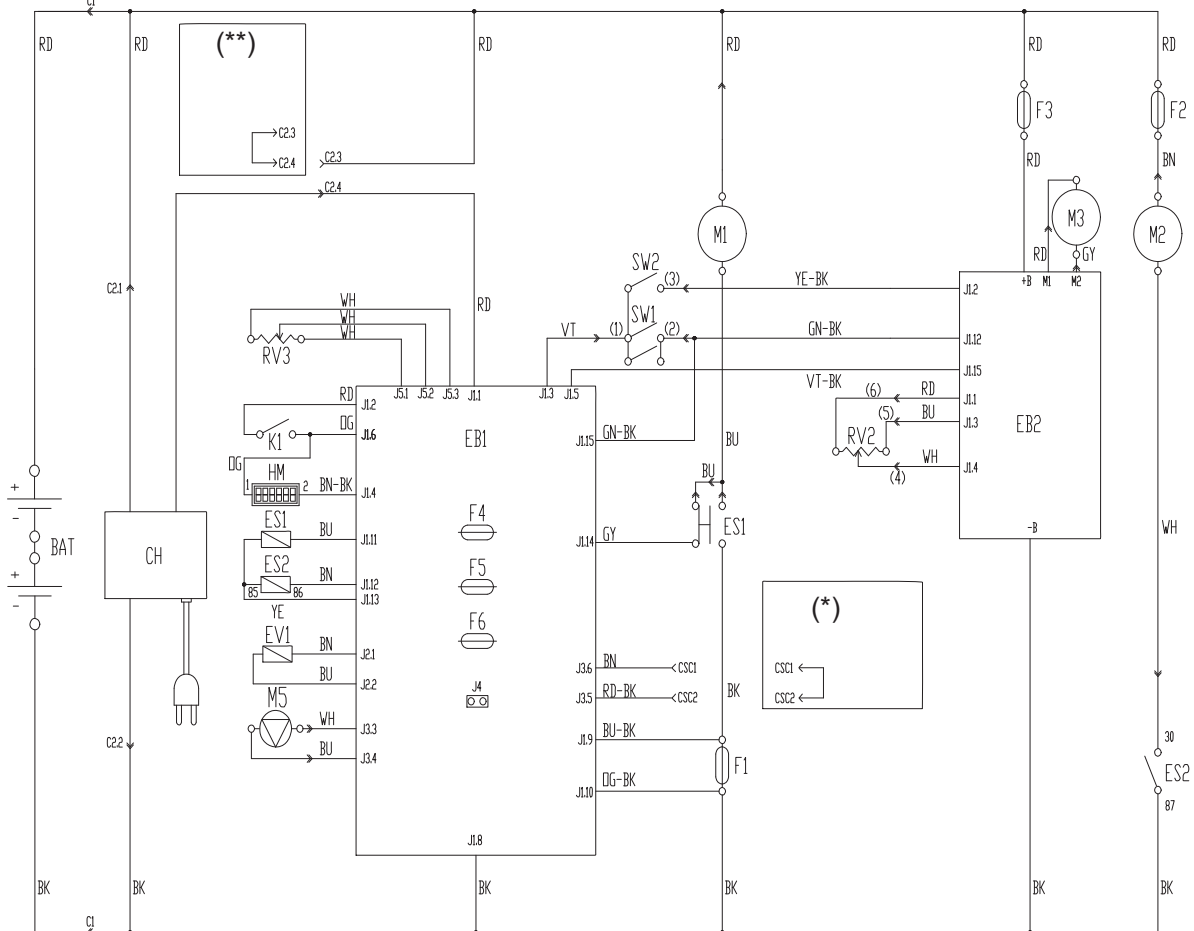 C1
RD
RD
(**)
RD
RD
RD
RD
C2.3
C2.4
C2.3
C2.4
F3
F2
RD
BN
M1
M3
M2
RD
GY
SW2
(3)
YE-BK
+B
M1
M2
J1.2
C2.1
WH
WH
WH
RV3
RD
VT
(1)
SW1
(2)
GN-BK
J1.12
VT-BK
J1.15
J5.1
J5.2
J5.3
J1.1
J1.3
J1.5
(6)
RD
J1.1
(5)
BU
J1.3
RV2
WH
(4)
J1.4
EB2
RD
J1.2
OG
J1.6
K1
EB1
GN-BK
J1.15
BU
OG
HM
1
2
BN-BK
J1.4
BU
+
-
BAT
+
-
CH
ES1
BU
J1.11
F4
GY
J1.14
ES1
-B
WH
ES2
85
86
BN
J1.12
J1.13
YE
F5
(*)
EV1
BN
J2.1
BU
J2.2
F6
J4
J3.6
BN
CSC1
J3.5
RD-BK
CSC2
CSC1
CSC2
BK
M5
WH
J3.3
BU
J3.4
C2.2
BU-BK
J1.9
F1
OG-BK
J1.10
30
ES2
87
J1.8
BK
BK
BK
BK
BK
BK
C1